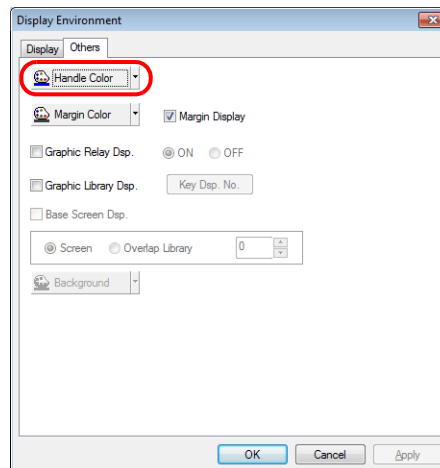 Display Environment
Display Others
Handle Color
Margin Color Margin Display
Graphic Relay Dsp. ON OFF
Graphic Library Dsp. Key Dsp. No.
Base Screen Dsp.
Screen Overlap Library 0
Background
OK Cancel Apply